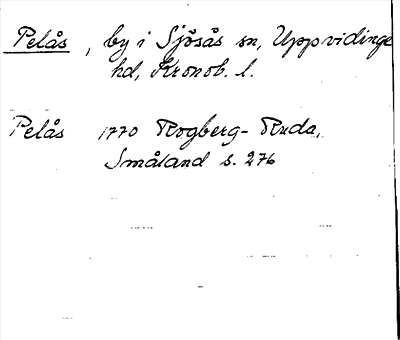 Pelås, by i Sjösås sn, Uppvidinge
hd, Kronob. l.
Pelås 1770 Rogberg-Ruda,
Småland s. 276